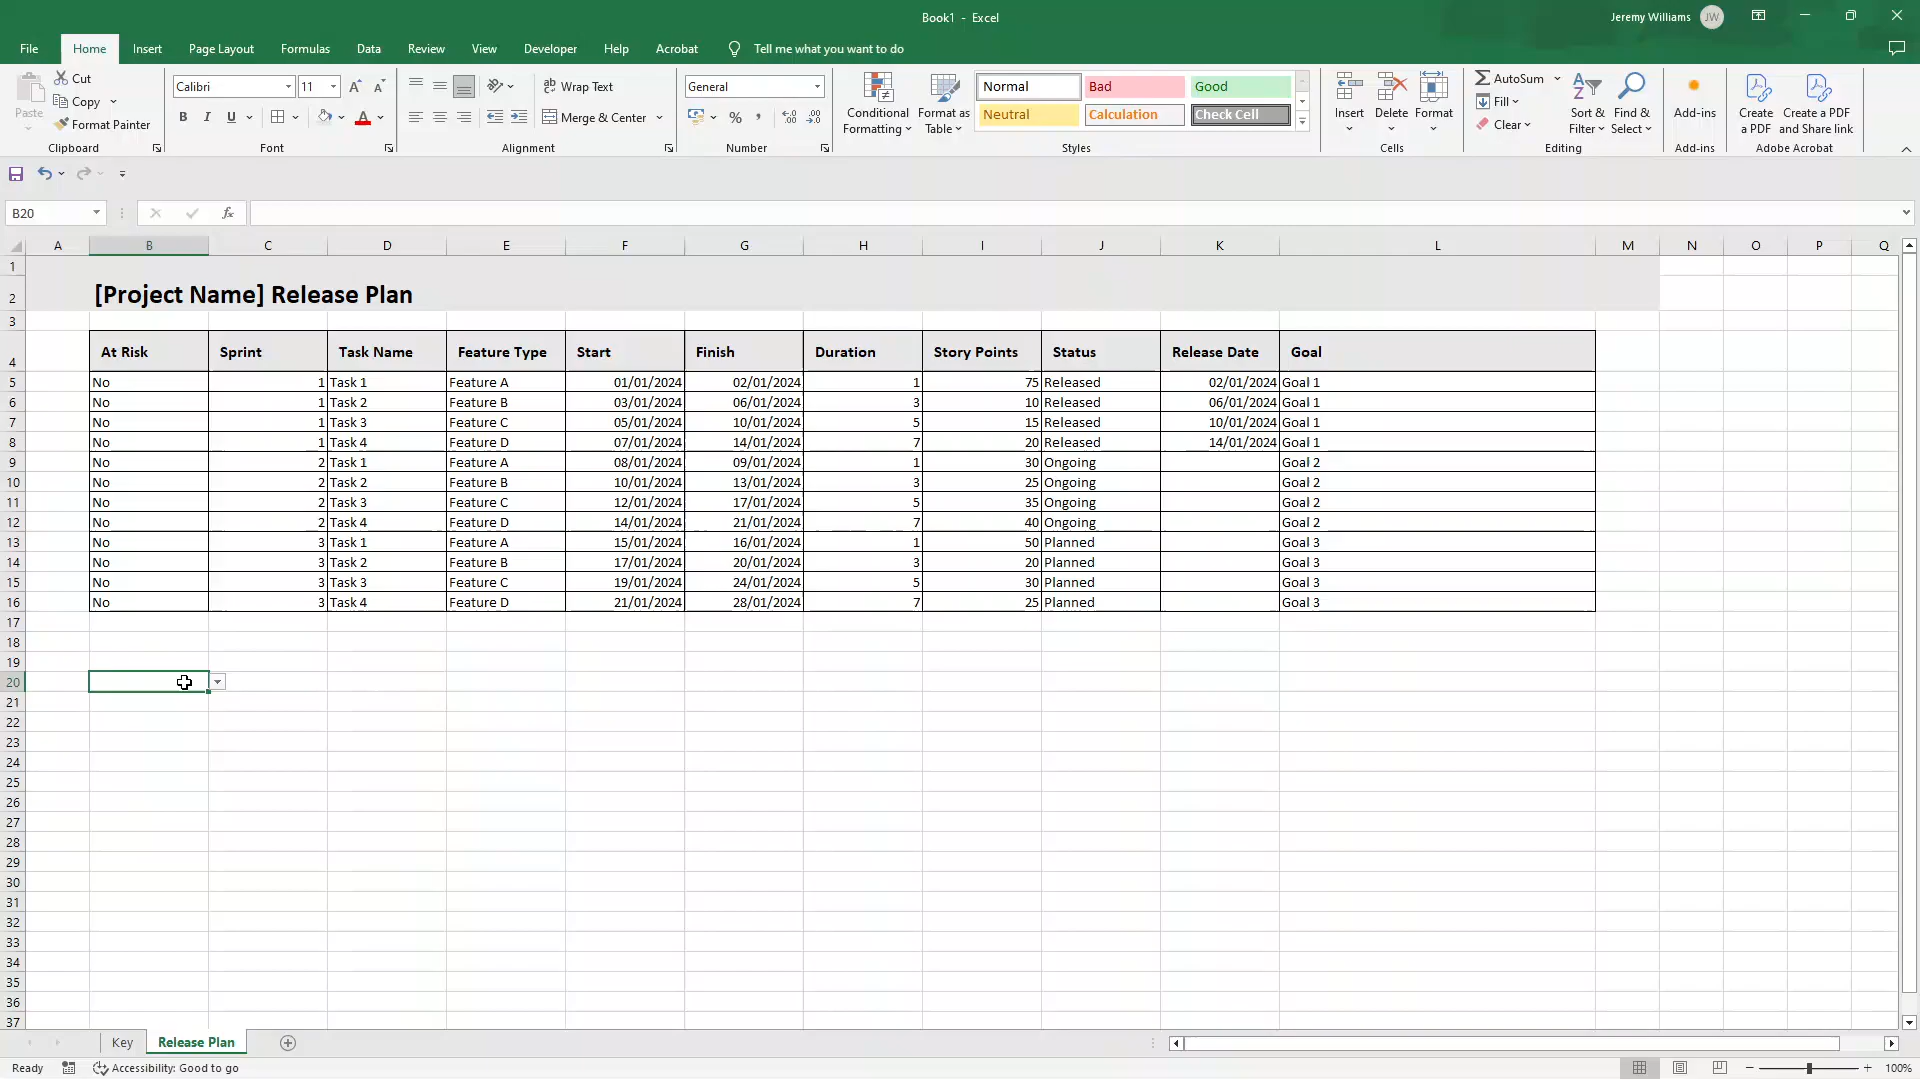 Book1 - Excel
Jeremy Williams JW
File Home Insert Page Layout Formulas Data Review View Developer Help Acrobat Tell me what you want to do
Paste Cut Copy Format Painter
Clipboard
Calibri 11
B I U A
Font
Wrap Text
Merge & Center
Alignment
General
%
Number
Conditional Formatting
Format as Table
Normal Bad Good
Neutral Calculation Check Cell
Styles
Insert Delete Format
Cells
AutoSum
Fill
Clear
Sort & Filter
Find & Select
Editing
Add-ins
Add-ins
Create a PDF
Create a PDF and Share link
Adobe Acrobat
B20 fx
A B C D E F G H I J K L M N O P Q
1
2 [Project Name] Release Plan
3
4 At Risk Sprint Task Name Feature Type Start Finish Duration Story Points Status Release Date Goal
5 No 1 Task 1 Feature A 01/01/2024 02/01/2024 1 75 Released 02/01/2024 Goal 1
6 No 1 Task 2 Feature B 03/01/2024 06/01/2024 3 10 Released 06/01/2024 Goal 1
7 No 1 Task 3 Feature C 05/01/2024 10/01/2024 5 15 Released 10/01/2024 Goal 1
8 No 1 Task 4 Feature D 07/01/2024 14/01/2024 7 20 Released 14/01/2024 Goal 1
9 No 2 Task 1 Feature A 08/01/2024 09/01/2024 1 30 Ongoing Goal 2
10 No 2 Task 2 Feature B 10/01/2024 13/01/2024 3 25 Ongoing Goal 2
11 No 2 Task 3 Feature C 12/01/2024 17/01/2024 5 35 Ongoing Goal 2
12 No 2 Task 4 Feature D 14/01/2024 21/01/2024 7 40 Ongoing Goal 2
13 No 3 Task 1 Feature A 15/01/2024 16/01/2024 1 50 Planned Goal 3
14 No 3 Task 2 Feature B 17/01/2024 20/01/2024 3 20 Planned Goal 3
15 No 3 Task 3 Feature C 19/01/2024 24/01/2024 5 30 Planned Goal 3
16 No 3 Task 4 Feature D 21/01/2024 28/01/2024 7 25 Planned Goal 3
17
18
19
20
21
22
23
24
25
26
27
28
29
30
31
32
33
34
35
36
37
Key Release Plan
Ready Accessibility: Good to go 100%